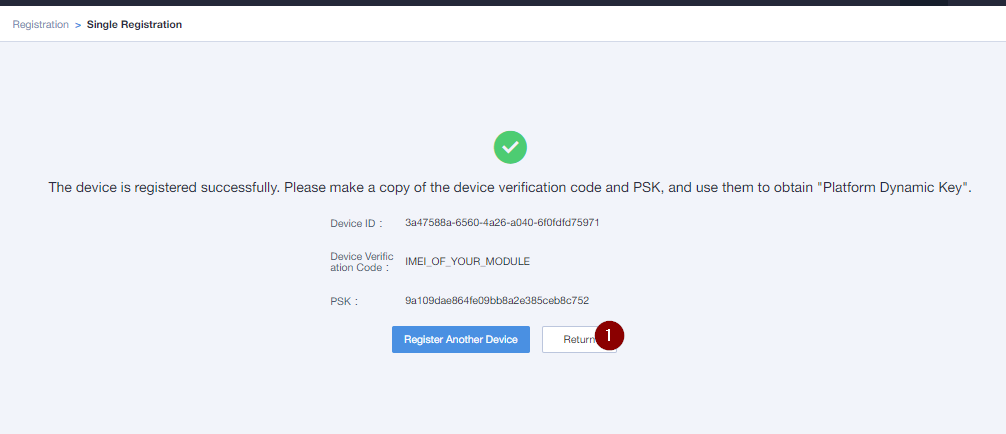 Registration > Single Registration
The device is registered successfully. Please make a copy of the device verification code and PSK, and use them to obtain "Platform Dynamic Key".
Device ID : 3a47588a-6560-4a26-a040-6f0fdfd75971
Device Verific
ation Code : IMEI_OF_YOUR_MODULE
PSK : 9a109dae864fe09bb8a2e385ceb8c752
Register Another Device Return 1